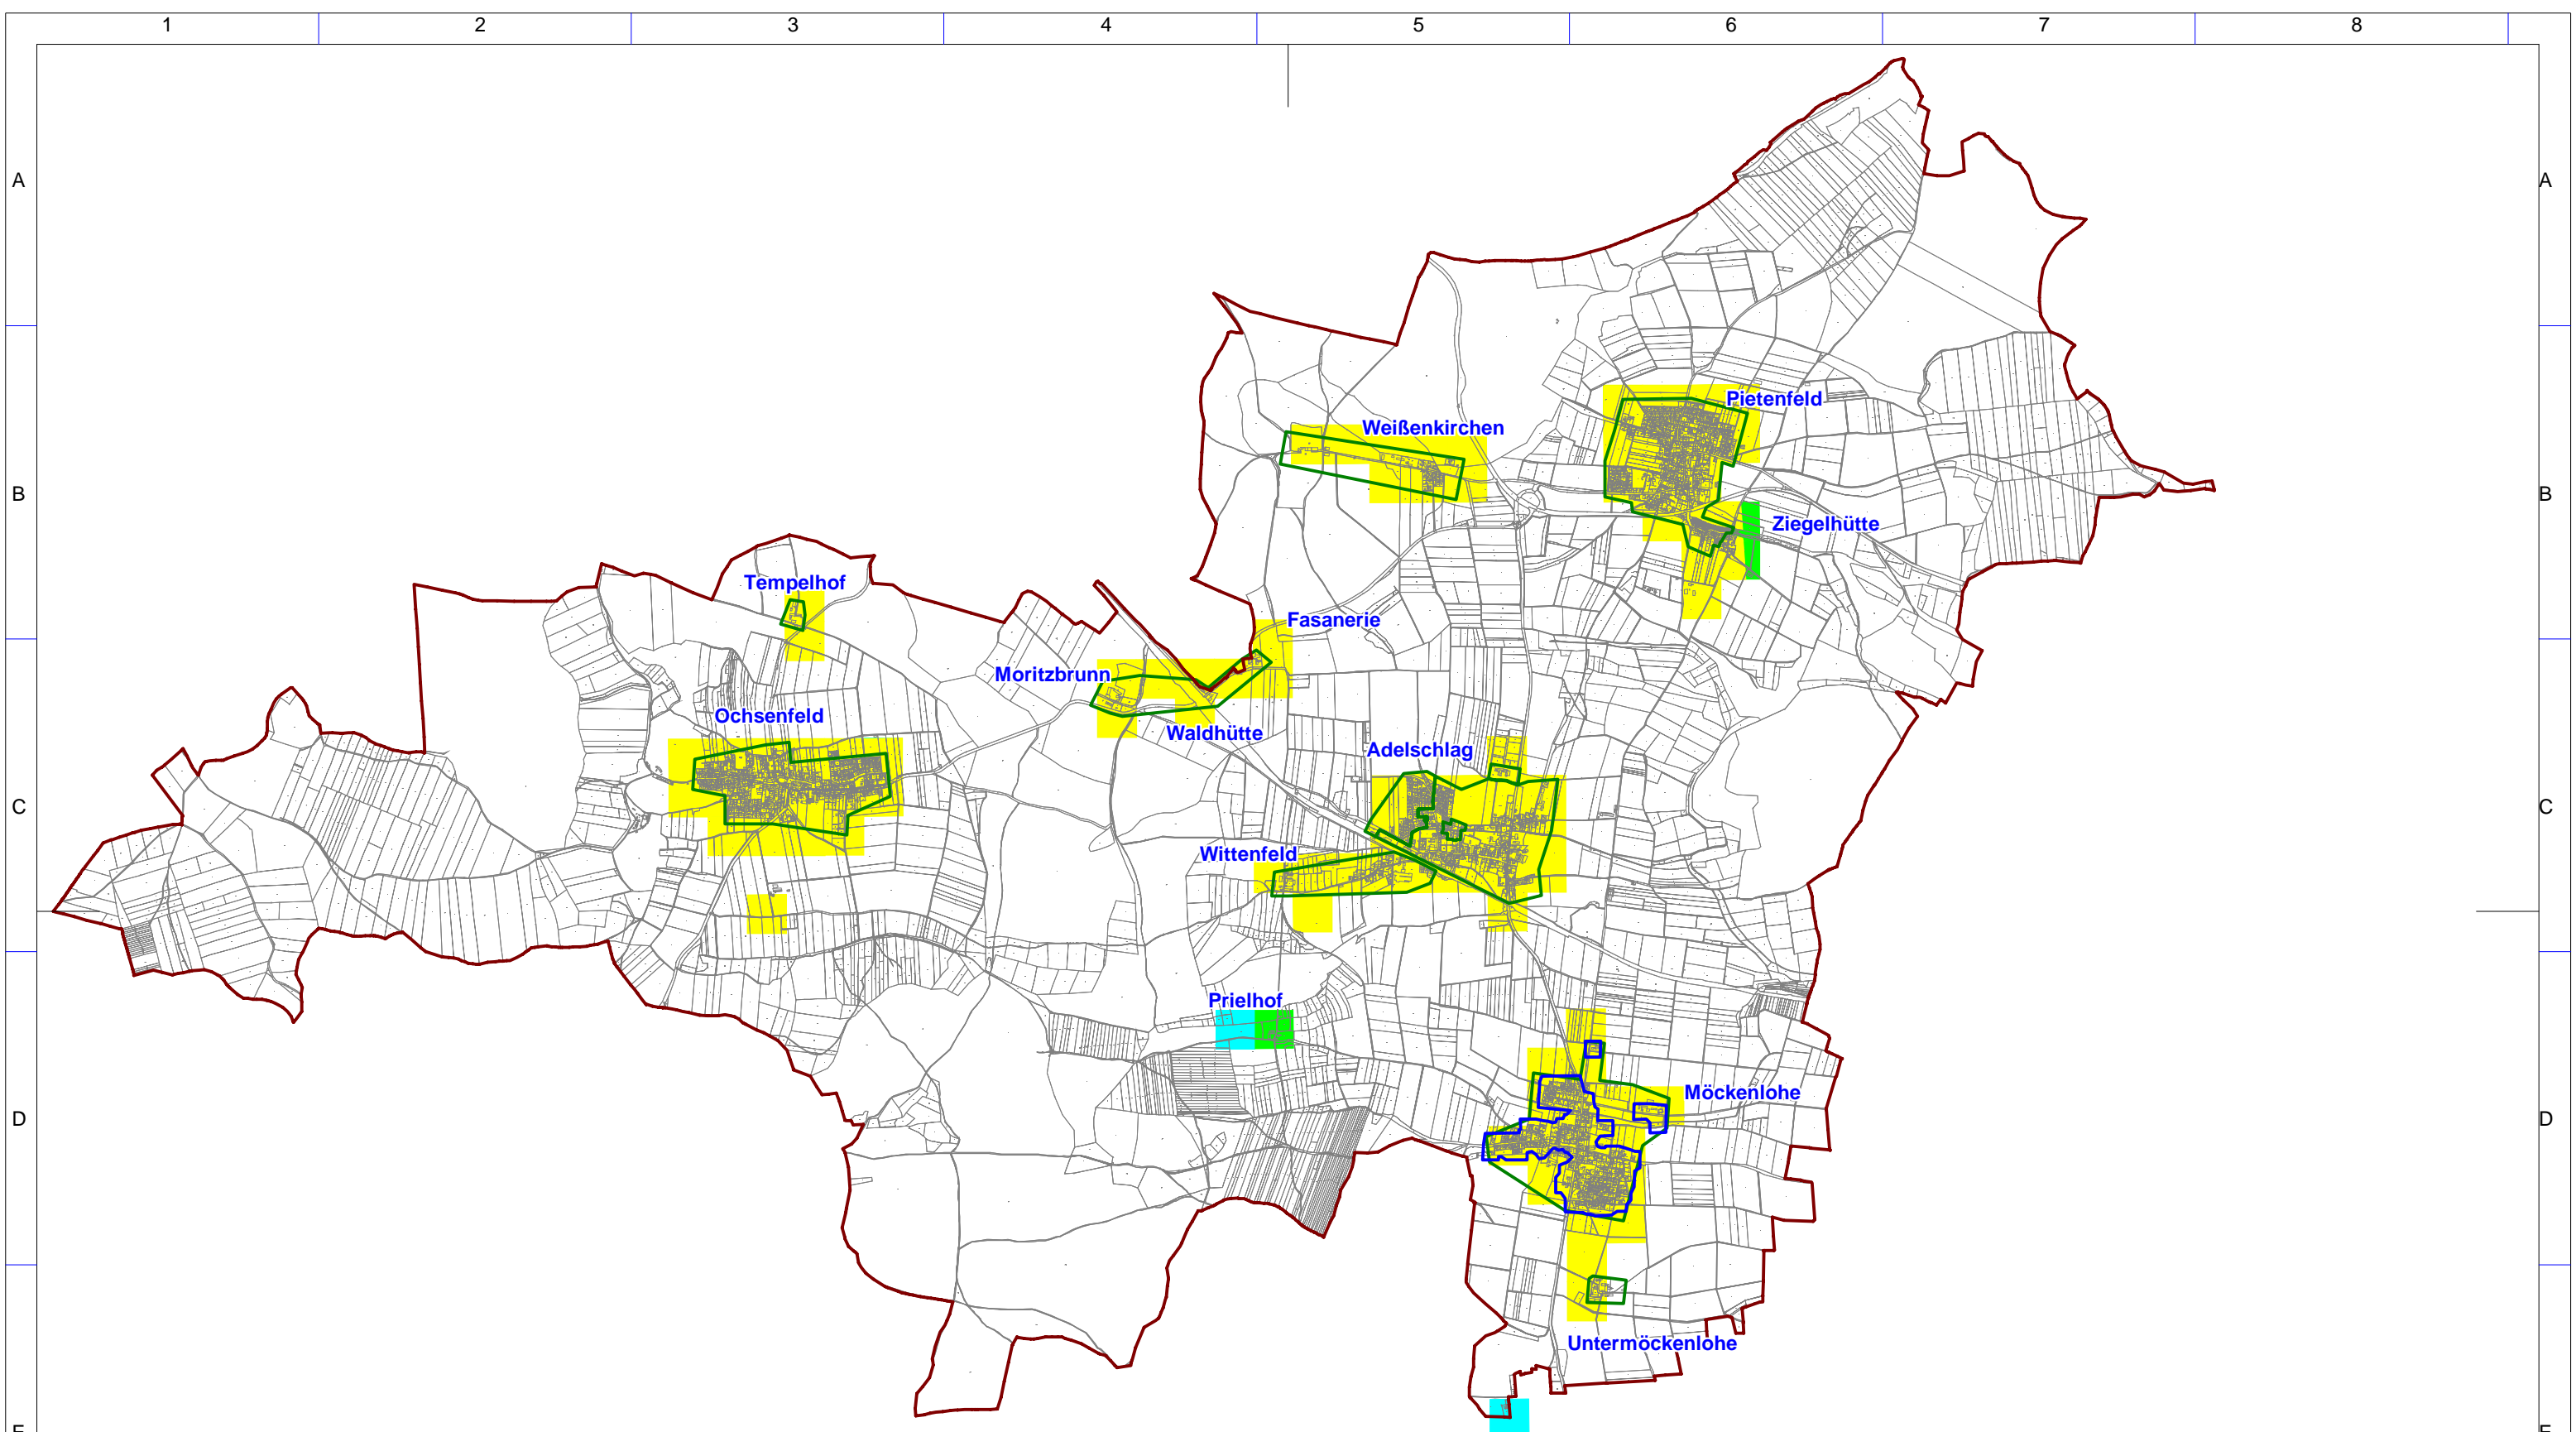 1 2 3 4 5 6 7 8
A A
Pietenfeld
Weißenkirchen
B B
Ziegelhütte
Tempelhof
Fasanerie
Moritzbrunn
Ochsenfeld
Waldhütte
Adelschlag
C C
Wittenfeld
Prielhof
Möckenlohe
D D
Untermöckenlohe